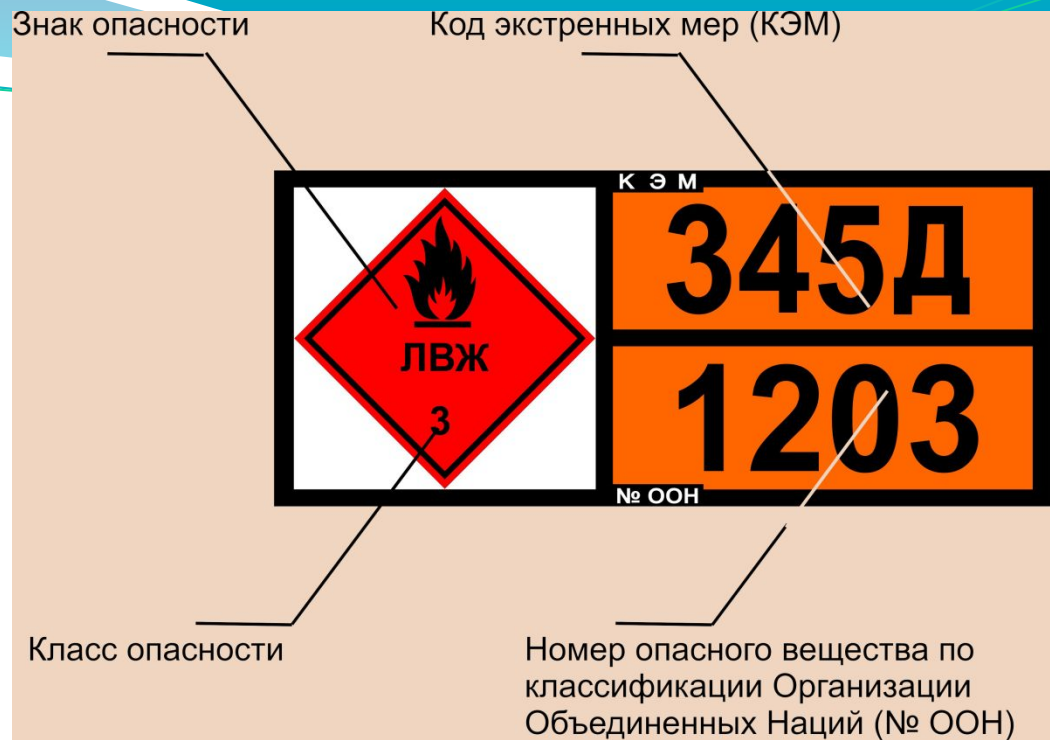 Знак опасности
Код экстренных мер (КЭМ)
К Э М
345Д
ЛВЖ
3
1203
№ ООН
Класс опасности
Номер опасного вещества по
классификации Организации
Объединенных Наций (№ ООН)